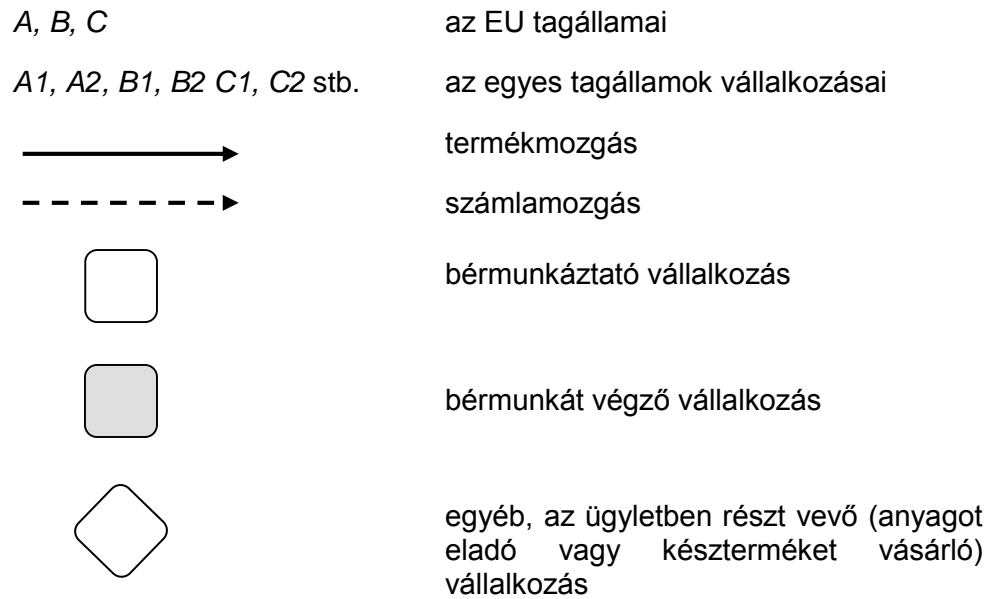 A, B, C az EU tagállamai
A1, A2, B1, B2 C1, C2 stb. az egyes tagállamok vállalkozásai
termékmozgás
számlamozgás
bérmunkáztató vállalkozás
bérmunkát végző vállalkozás
egyéb, az ügyletben részt vevő (anyagot
eladó vagy készterméket vásárló)
vállalkozás